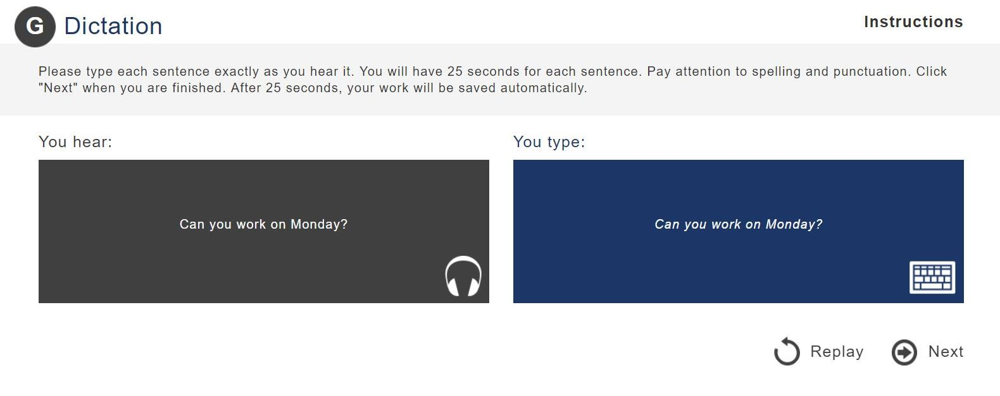 G Dictation
Instructions
Please type each sentence exactly as you hear it. You will have 25 seconds for each sentence. Pay attention to spelling and punctuation. Click
"Next" when you are finished. After 25 seconds, your work will be saved automatically.
You hear:
Can you work on Monday?
You type:
Can you work on Monday?
Replay
Next